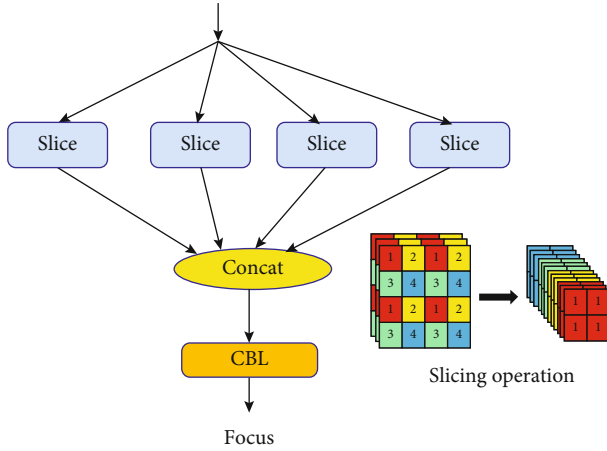 Slice Slice Slice Slice
Concat
CBL
Focus
1 2 1 2
3 4 3 4
1 2 1 2
3 4 3 4
1 1
1 1
Slicing operation